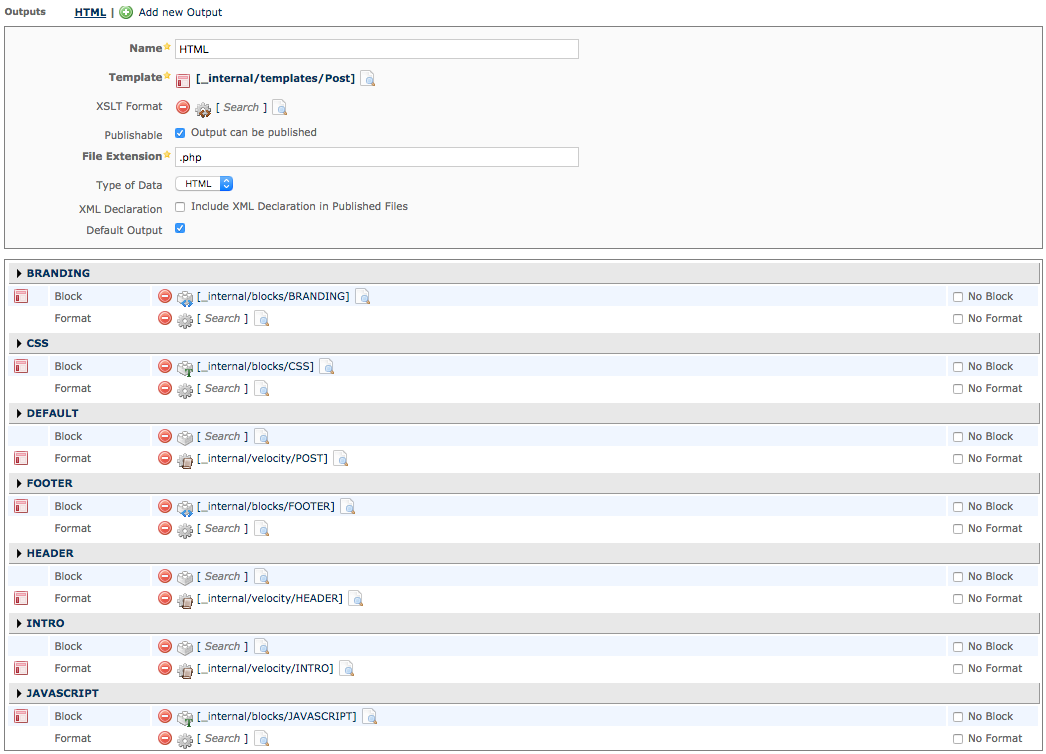 Outputs HTML | Add new Output
Name HTML
Template [_internal/templates/Post]
XSLT Format [ Search ]
Publishable Output can be published
File Extension .php
Type of Data HTML
XML Declaration Include XML Declaration in Published Files
Default Output
BRANDING
Block [_internal/blocks/BRANDING] No Block
Format [ Search ] No Format
CSS
Block [_internal/blocks/CSS] No Block
Format [ Search ] No Format
DEFAULT
Block [ Search ] No Block
Format [_internal/velocity/POST] No Format
FOOTER
Block [_internal/blocks/FOOTER] No Block
Format [ Search ] No Format
HEADER
Block [ Search ] No Block
Format [_internal/velocity/HEADER] No Format
INTRO
Block [ Search ] No Block
Format [_internal/velocity/INTRO] No Format
JAVASCRIPT
Block [_internal/blocks/JAVASCRIPT] No Block
Format [ Search ] No Format